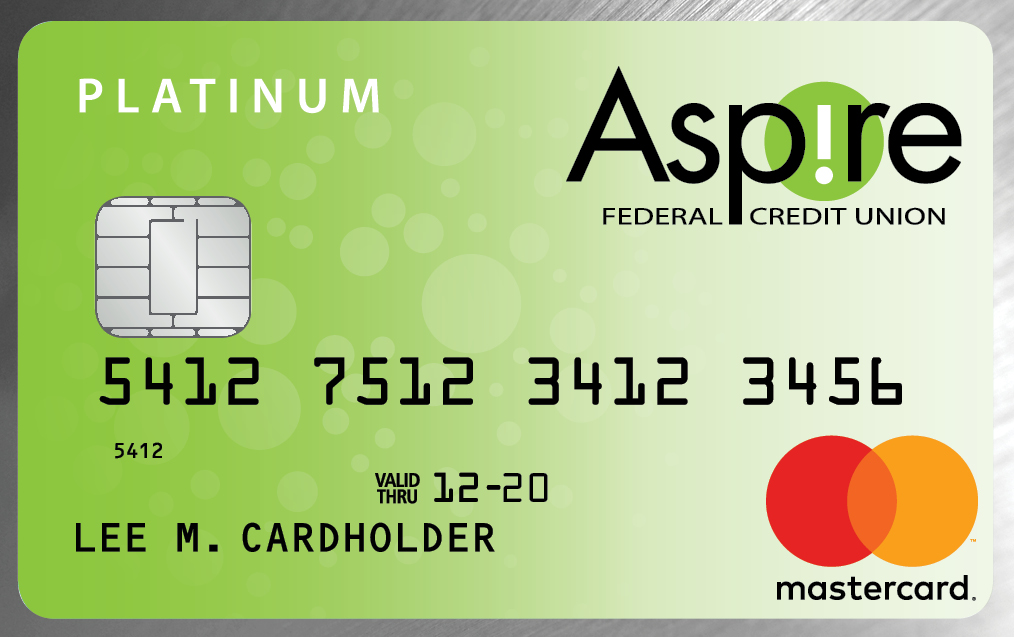 PLATINUM
Asp!re
FEDERAL CREDIT UNION
5412 7512 3412 3456
5412
VALID
THRU 12-20
LEE M. CARDHOLDER
mastercard.